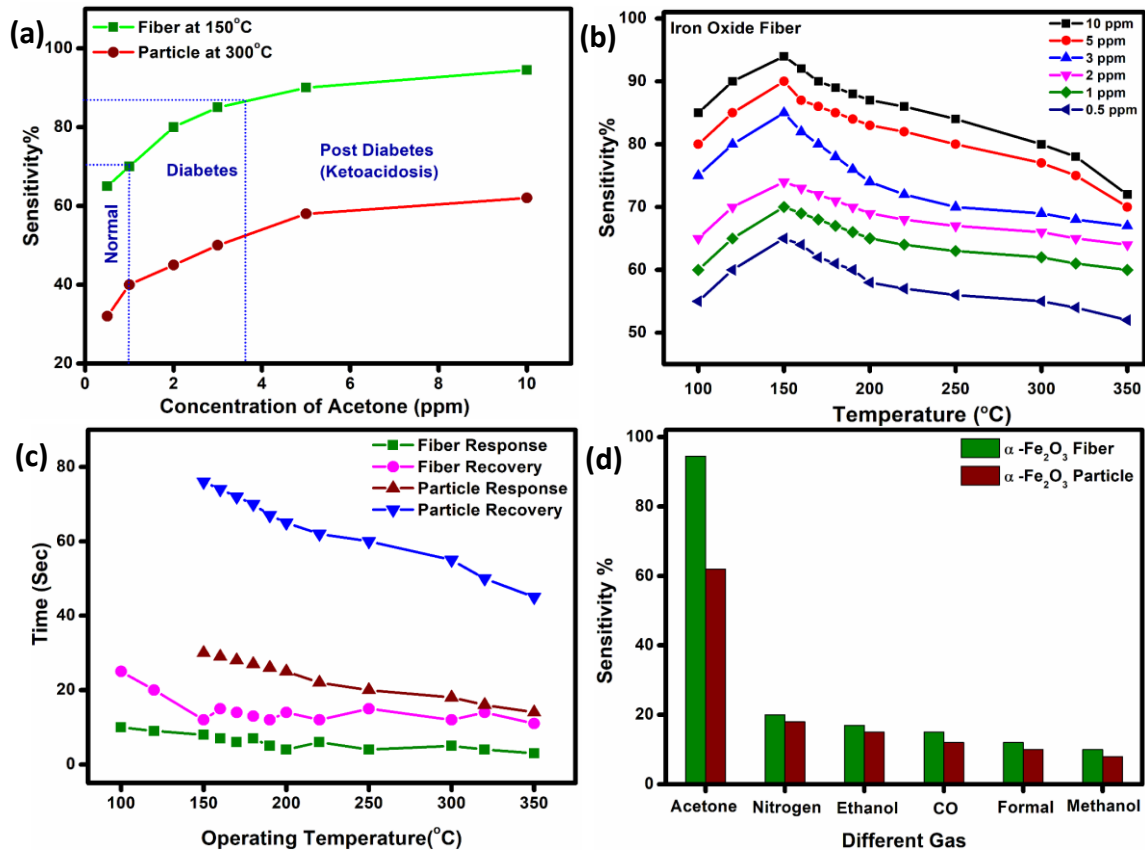 (a)
Fiber at 150°C
Particle at 300°C
Sensitivity%
100
80
60
40
20
Normal
Diabetes
Post Diabetes
(Ketoacidosis)
0 2 4 6 8 10
Concentration of Acetone (ppm)
(b)
Iron Oxide Fiber
10 ppm
5 ppm
3 ppm
2 ppm
1 ppm
0.5 ppm
Sensitivity%
100
90
80
70
60
50
100 150 200 250 300 350
Temperature (°C)
(c)
Fiber Response
Fiber Recovery
Particle Response
Particle Recovery
Time (Sec)
80
60
40
20
0
100 150 200 250 300 350
Operating Temperature(°C)
(d)
α -Fe₂O₃ Fiber
α -Fe₂O₃ Particle
Sensitivity %
100
80
60
40
20
0
Acetone Nitrogen Ethanol CO Formal Methanol
Different Gas